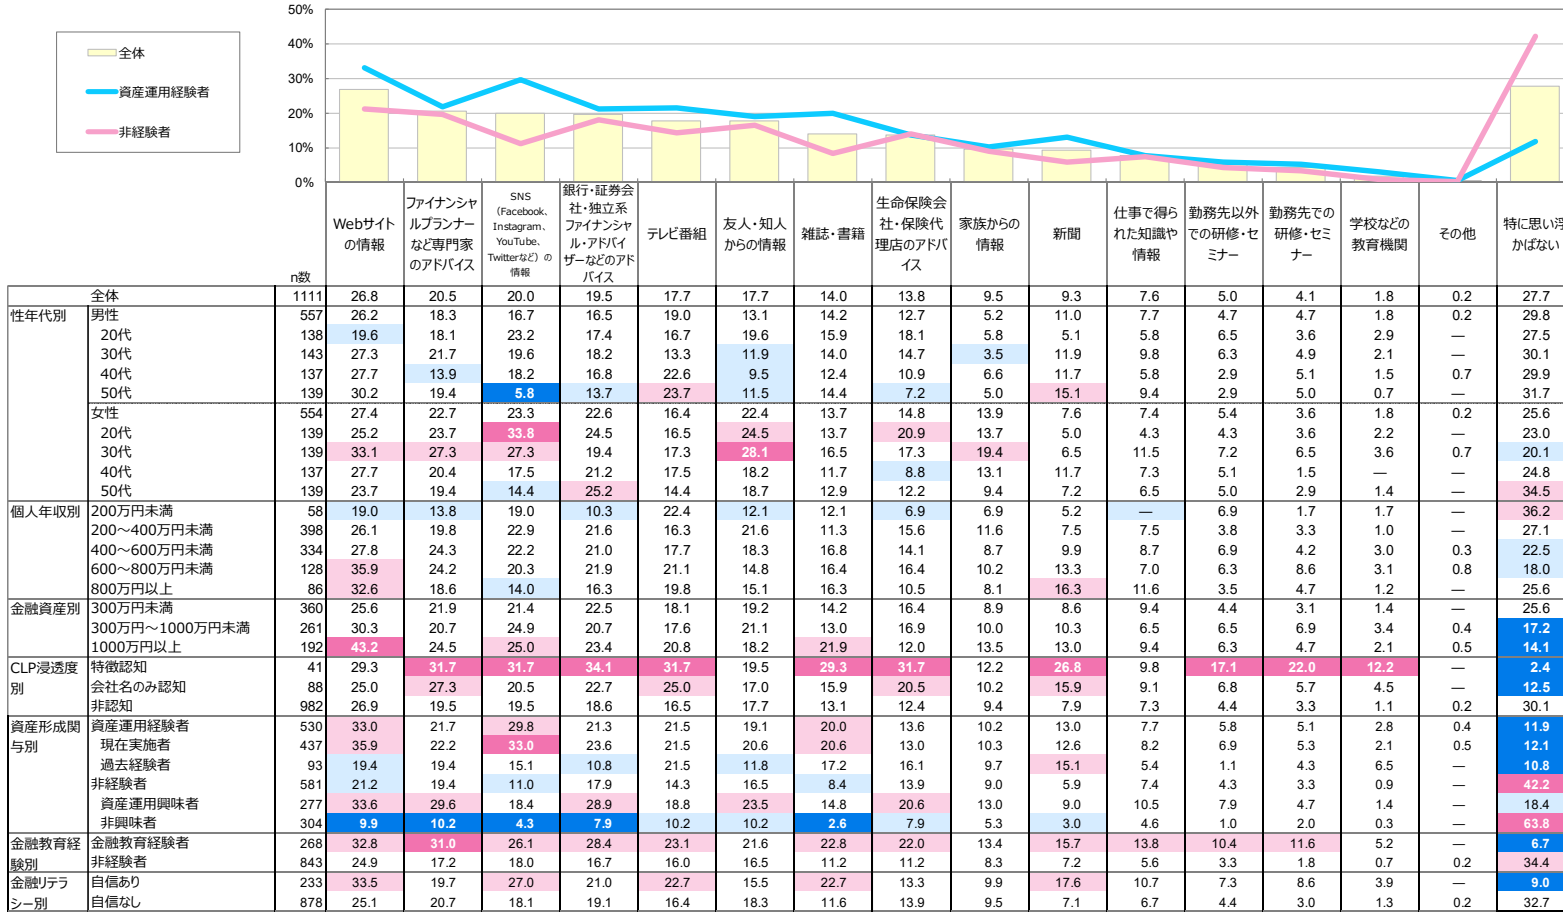 50%
40%
30%
20%
10%
0%
全体
資産運用経験者
非経験者
n数
Webサイト
の情報
ファイナンシャ
ルプランナー
など専門家
のアドバイス
SNS
(Facebook、
Instagram、
YouTube、
Twitterなど)の
情報
銀行・証券会
社・独立系
ファイナンシャ
ル・アドバイ
ザーなどのアド
バイス
テレビ番組
友人・知人
からの情報
雑誌・書籍
生命保険会
社・保険代
理店のアドバ
イス
家族からの
情報
新聞
仕事で得ら
れた知識や
情報
勤務先以外
での研修・セ
ミナー
勤務先での
研修・セミ
ナー
学校などの
教育機関
その他
特に思い浮
かばない
全体 1111 26.8 20.5 20.0 19.5 17.7 17.7 14.0 13.8 9.5 9.3 7.6 5.0 4.1 1.8 0.2 27.7
性年代別 男性 557 26.2 18.3 16.7 16.5 19.0 13.1 14.2 12.7 5.2 11.0 7.7 4.7 4.7 1.8 0.2 29.8
20代 138 19.6 18.1 23.2 17.4 16.7 19.6 15.9 18.1 5.8 5.1 5.8 6.5 3.6 2.9 — 27.5
30代 143 27.3 21.7 19.6 18.2 13.3 11.9 14.0 14.7 3.5 11.9 9.8 6.3 4.9 2.1 — 30.1
40代 137 27.7 13.9 18.2 16.8 22.6 9.5 12.4 10.9 6.6 11.7 5.8 2.9 5.1 1.5 0.7 29.9
50代 139 30.2 19.4 5.8 13.7 23.7 11.5 14.4 7.2 5.0 15.1 9.4 2.9 5.0 0.7 — 31.7
女性 554 27.4 22.7 23.3 22.6 16.4 22.4 13.7 14.8 13.9 7.6 7.4 5.4 3.6 1.8 0.2 25.6
20代 139 25.2 23.7 33.8 24.5 16.5 24.5 13.7 20.9 13.7 5.0 4.3 4.3 3.6 2.2 — 23.0
30代 139 33.1 27.3 27.3 19.4 17.3 28.1 16.5 17.3 19.4 6.5 11.5 7.2 6.5 3.6 0.7 20.1
40代 137 27.7 20.4 17.5 21.2 17.5 18.2 11.7 8.8 13.1 11.7 7.3 5.1 1.5 — — 24.8
50代 139 23.7 19.4 14.4 25.2 14.4 18.7 12.9 12.2 9.4 7.2 6.5 5.0 2.9 1.4 — 34.5
個人年収別 200万円未満 58 19.0 13.8 19.0 10.3 22.4 12.1 12.1 6.9 6.9 5.2 — 6.9 1.7 1.7 — 36.2
200～400万円未満 398 26.1 19.8 22.9 21.6 16.3 21.6 11.3 15.6 11.6 7.5 7.5 3.8 3.3 1.0 — 27.1
400～600万円未満 334 27.8 24.3 22.2 21.0 17.7 18.3 16.8 14.1 8.7 9.9 8.7 6.9 4.2 3.0 0.3 22.5
600～800万円未満 128 35.9 24.2 20.3 21.9 21.1 14.8 16.4 16.4 10.2 13.3 7.0 6.3 8.6 3.1 0.8 18.0
800万円以上 86 32.6 18.6 14.0 16.3 19.8 15.1 16.3 10.5 8.1 16.3 11.6 3.5 4.7 1.2 — 25.6
金融資産別 300万円未満 360 25.6 21.9 21.4 22.5 18.1 19.2 14.2 16.4 8.9 8.6 9.4 4.4 3.1 1.4 — 25.6
300万円～1000万円未満 261 30.3 20.7 24.9 20.7 17.6 21.1 13.0 16.9 10.0 10.3 6.5 6.5 6.9 3.4 0.4 17.2
1000万円以上 192 43.2 24.5 25.0 23.4 20.8 18.2 21.9 12.0 13.5 13.0 9.4 6.3 4.7 2.1 0.5 14.1
CLP浸透度 特徴認知 41 29.3 31.7 31.7 34.1 31.7 19.5 29.3 31.7 12.2 26.8 9.8 17.1 22.0 12.2 — 2.4
別 会社名のみ認知 88 25.0 27.3 20.5 22.7 25.0 17.0 15.9 20.5 10.2 15.9 9.1 6.8 5.7 4.5 — 12.5
非認知 982 26.9 19.5 19.5 18.6 16.5 17.7 13.1 12.4 9.4 7.9 7.3 4.4 3.3 1.1 0.2 30.1
資産形成関 資産運用経験者 530 33.0 21.7 29.8 21.3 21.5 19.1 20.0 13.6 10.2 13.0 7.7 5.8 5.1 2.8 0.4 11.9
与別 現在実施者 437 35.9 22.2 33.0 23.6 21.5 20.6 20.6 13.0 10.3 12.6 8.2 6.9 5.3 2.1 0.5 12.1
過去経験者 93 19.4 19.4 15.1 10.8 21.5 11.8 17.2 16.1 9.7 15.1 5.4 1.1 4.3 6.5 — 10.8
非経験者 581 21.2 19.4 11.0 17.9 14.3 16.5 8.4 13.9 9.0 5.9 7.4 4.3 3.3 0.9 — 42.2
資産運用興味者 277 33.6 29.6 18.4 28.9 18.8 23.5 14.8 20.6 13.0 9.0 10.5 7.9 4.7 1.4 — 18.4
非興味者 304 9.9 10.2 4.3 7.9 10.2 10.2 2.6 7.9 5.3 3.0 4.6 1.0 2.0 0.3 — 63.8
金融教育経 金融教育経験者 268 32.8 31.0 26.1 28.4 23.1 21.6 22.8 22.0 13.4 15.7 13.8 10.4 11.6 5.2 — 6.7
験別 非経験者 843 24.9 17.2 18.0 16.7 16.0 16.5 11.2 11.2 8.3 7.2 5.6 3.3 1.8 0.7 0.2 34.4
金融リテラ 自信あり 233 33.5 19.7 27.0 21.0 22.7 15.5 22.7 13.3 9.9 17.6 10.7 7.3 8.6 3.9 — 9.0
シー別 自信なし 878 25.1 20.7 18.1 19.1 16.4 18.3 11.6 13.9 9.5 7.1 6.7 4.4 3.0 1.3 0.2 32.7